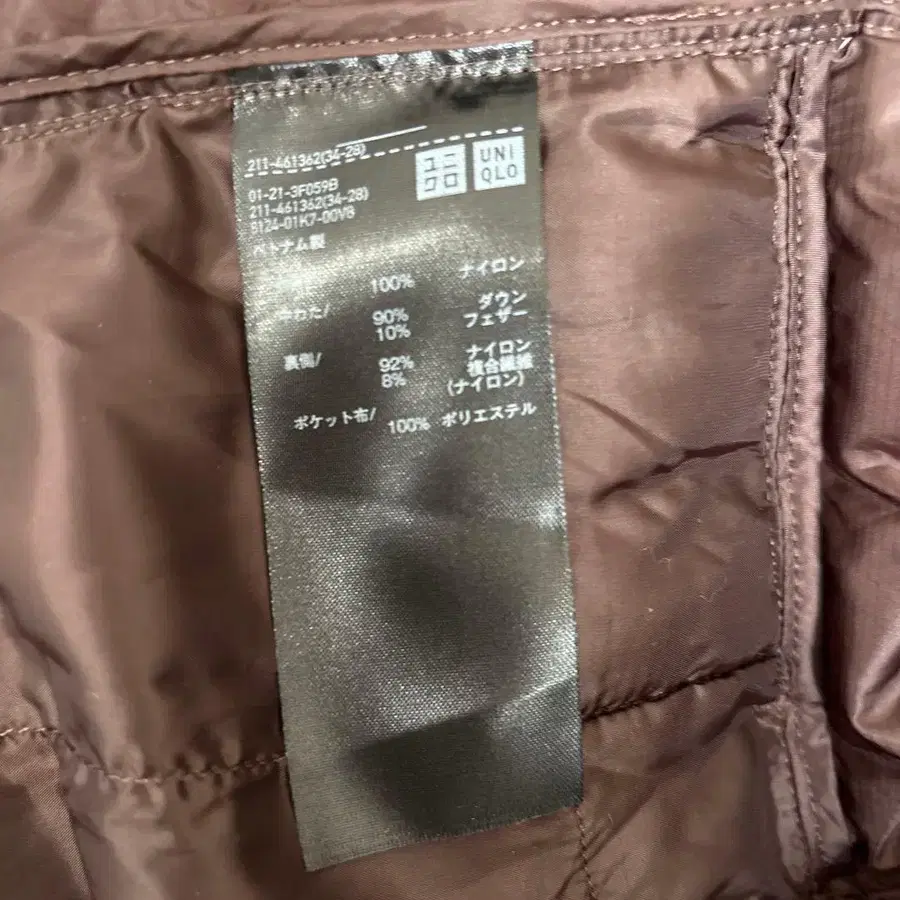 211-461362(34-28)
ユニ
クロ
UNI
QLO
01-21-3F059B
211-461362(34-28)
S124-01K7-00VB
ベトナム製
100% ナイロン
中わた/ 90% ダウン
10% フェザー
裏側/ 92% ナイロン
8% 複合繊維
(ナイロン)
ポケット布/ 100% ポリエステル